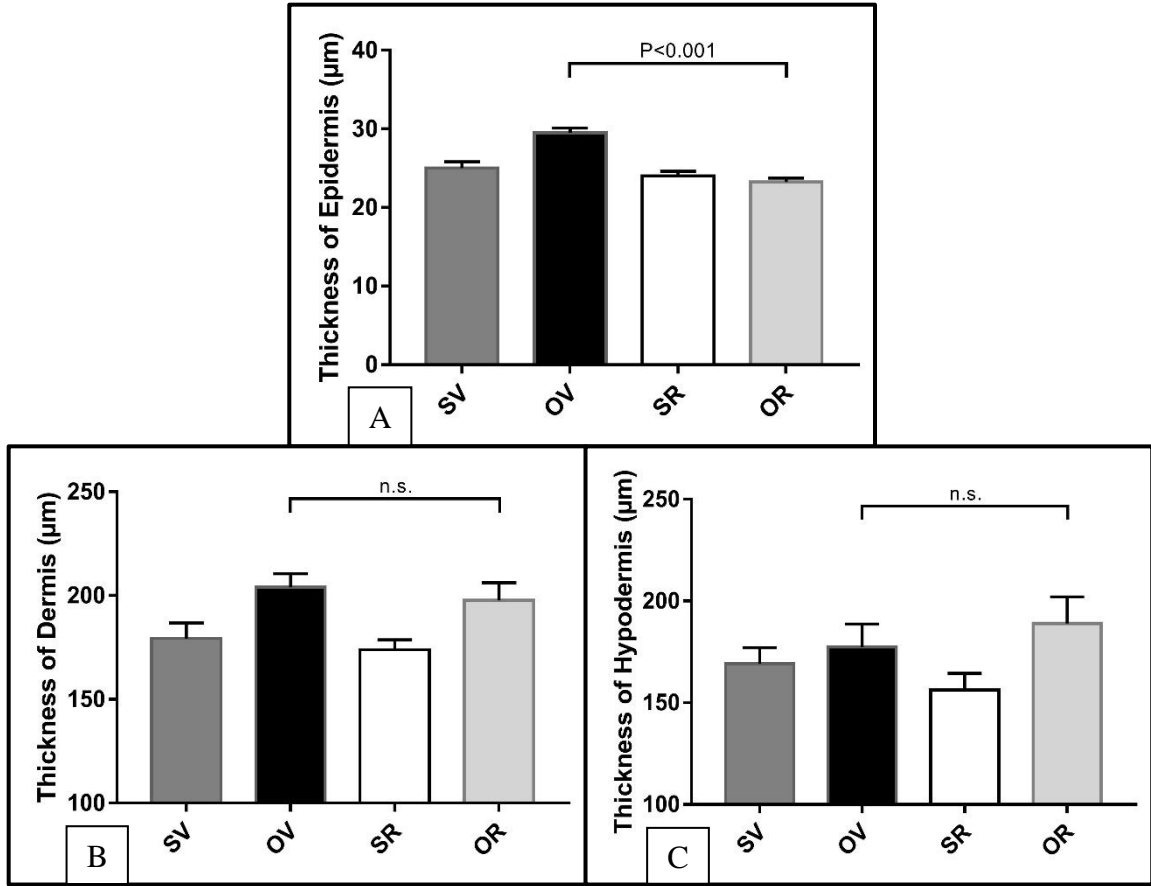 P<0.001
Thickness of Epidermis (µm)
40
30
20
10
0
SV OV SR OR
A
n.s.
Thickness of Dermis (µm)
250
200
150
100
SV OV SR OR
B
n.s.
Thickness of Hypodermis (µm)
250
200
150
100
SV OV SR OR
C